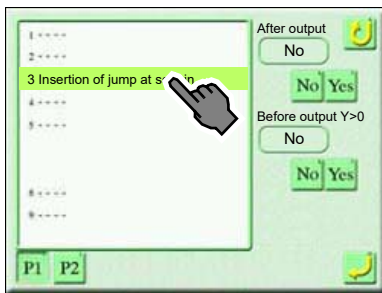 1 ----
2 ----
3 Insertion of jump at
4 ----
5 ----
8 ----
9 ----
After output
No
No Yes
Before output Y>0
No
No Yes
P1 P2